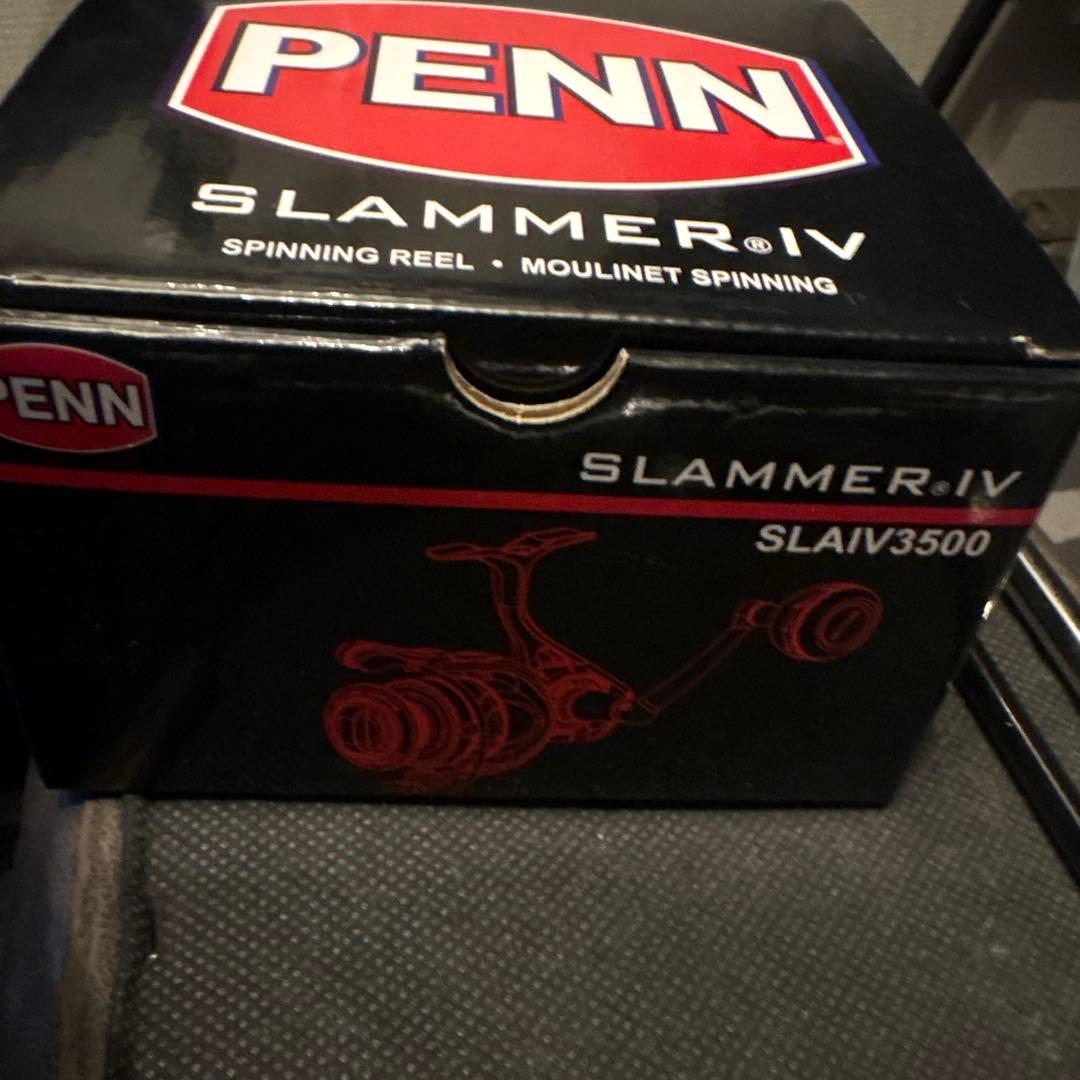 PENN
SLAMMER® IV
SPINNING REEL • MOULINET SPINNING
PENN
SLAMMER® IV
SLAIV3500